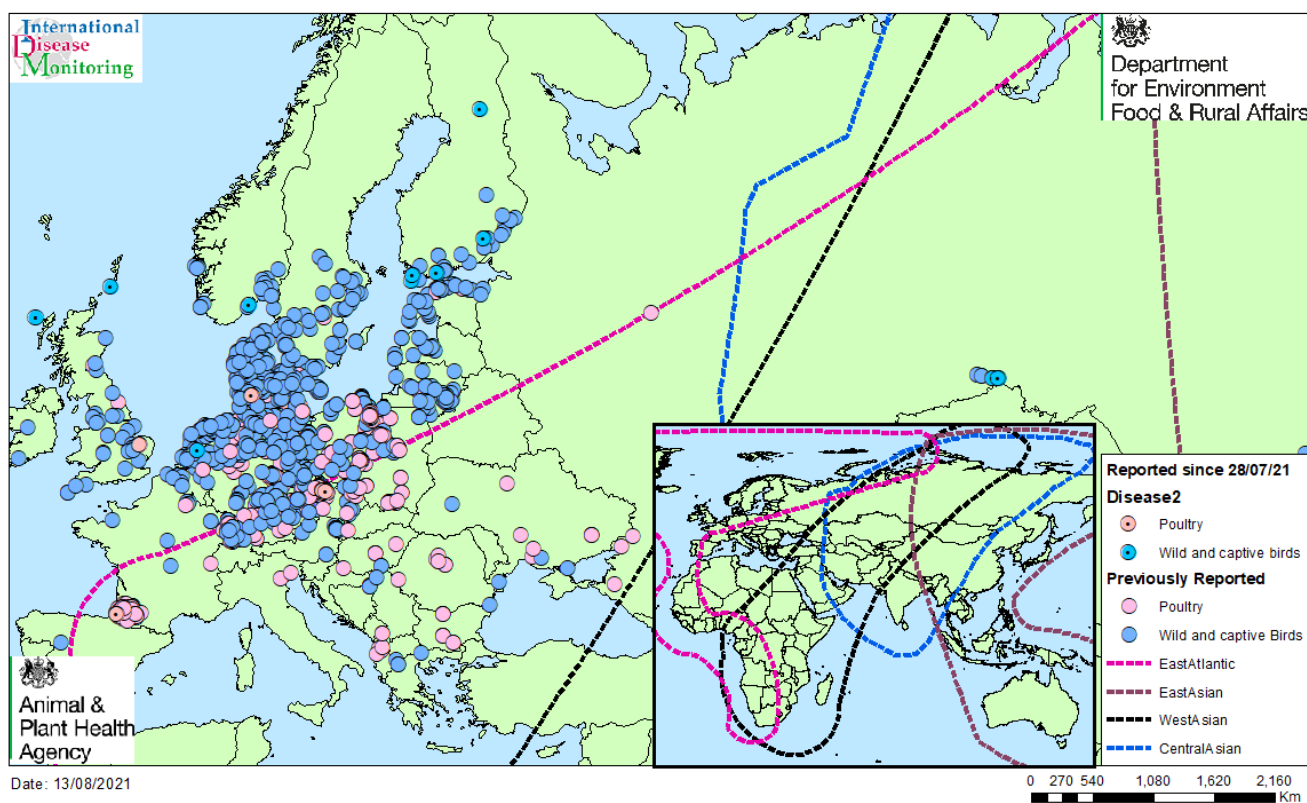 International
Disease
Monitoring
Department
for Environment
Food & Rural Affairs
Reported since 28/07/21
Disease2
Poultry
Wild and captive birds
Previously Reported
Poultry
Wild and captive Birds
EastAtlantic
EastAsian
WestAsian
CentralAsian
Animal &
Plant Health
Agency
Date: 13/08/2021
0 270 540 1,080 1,620 2,160
Km